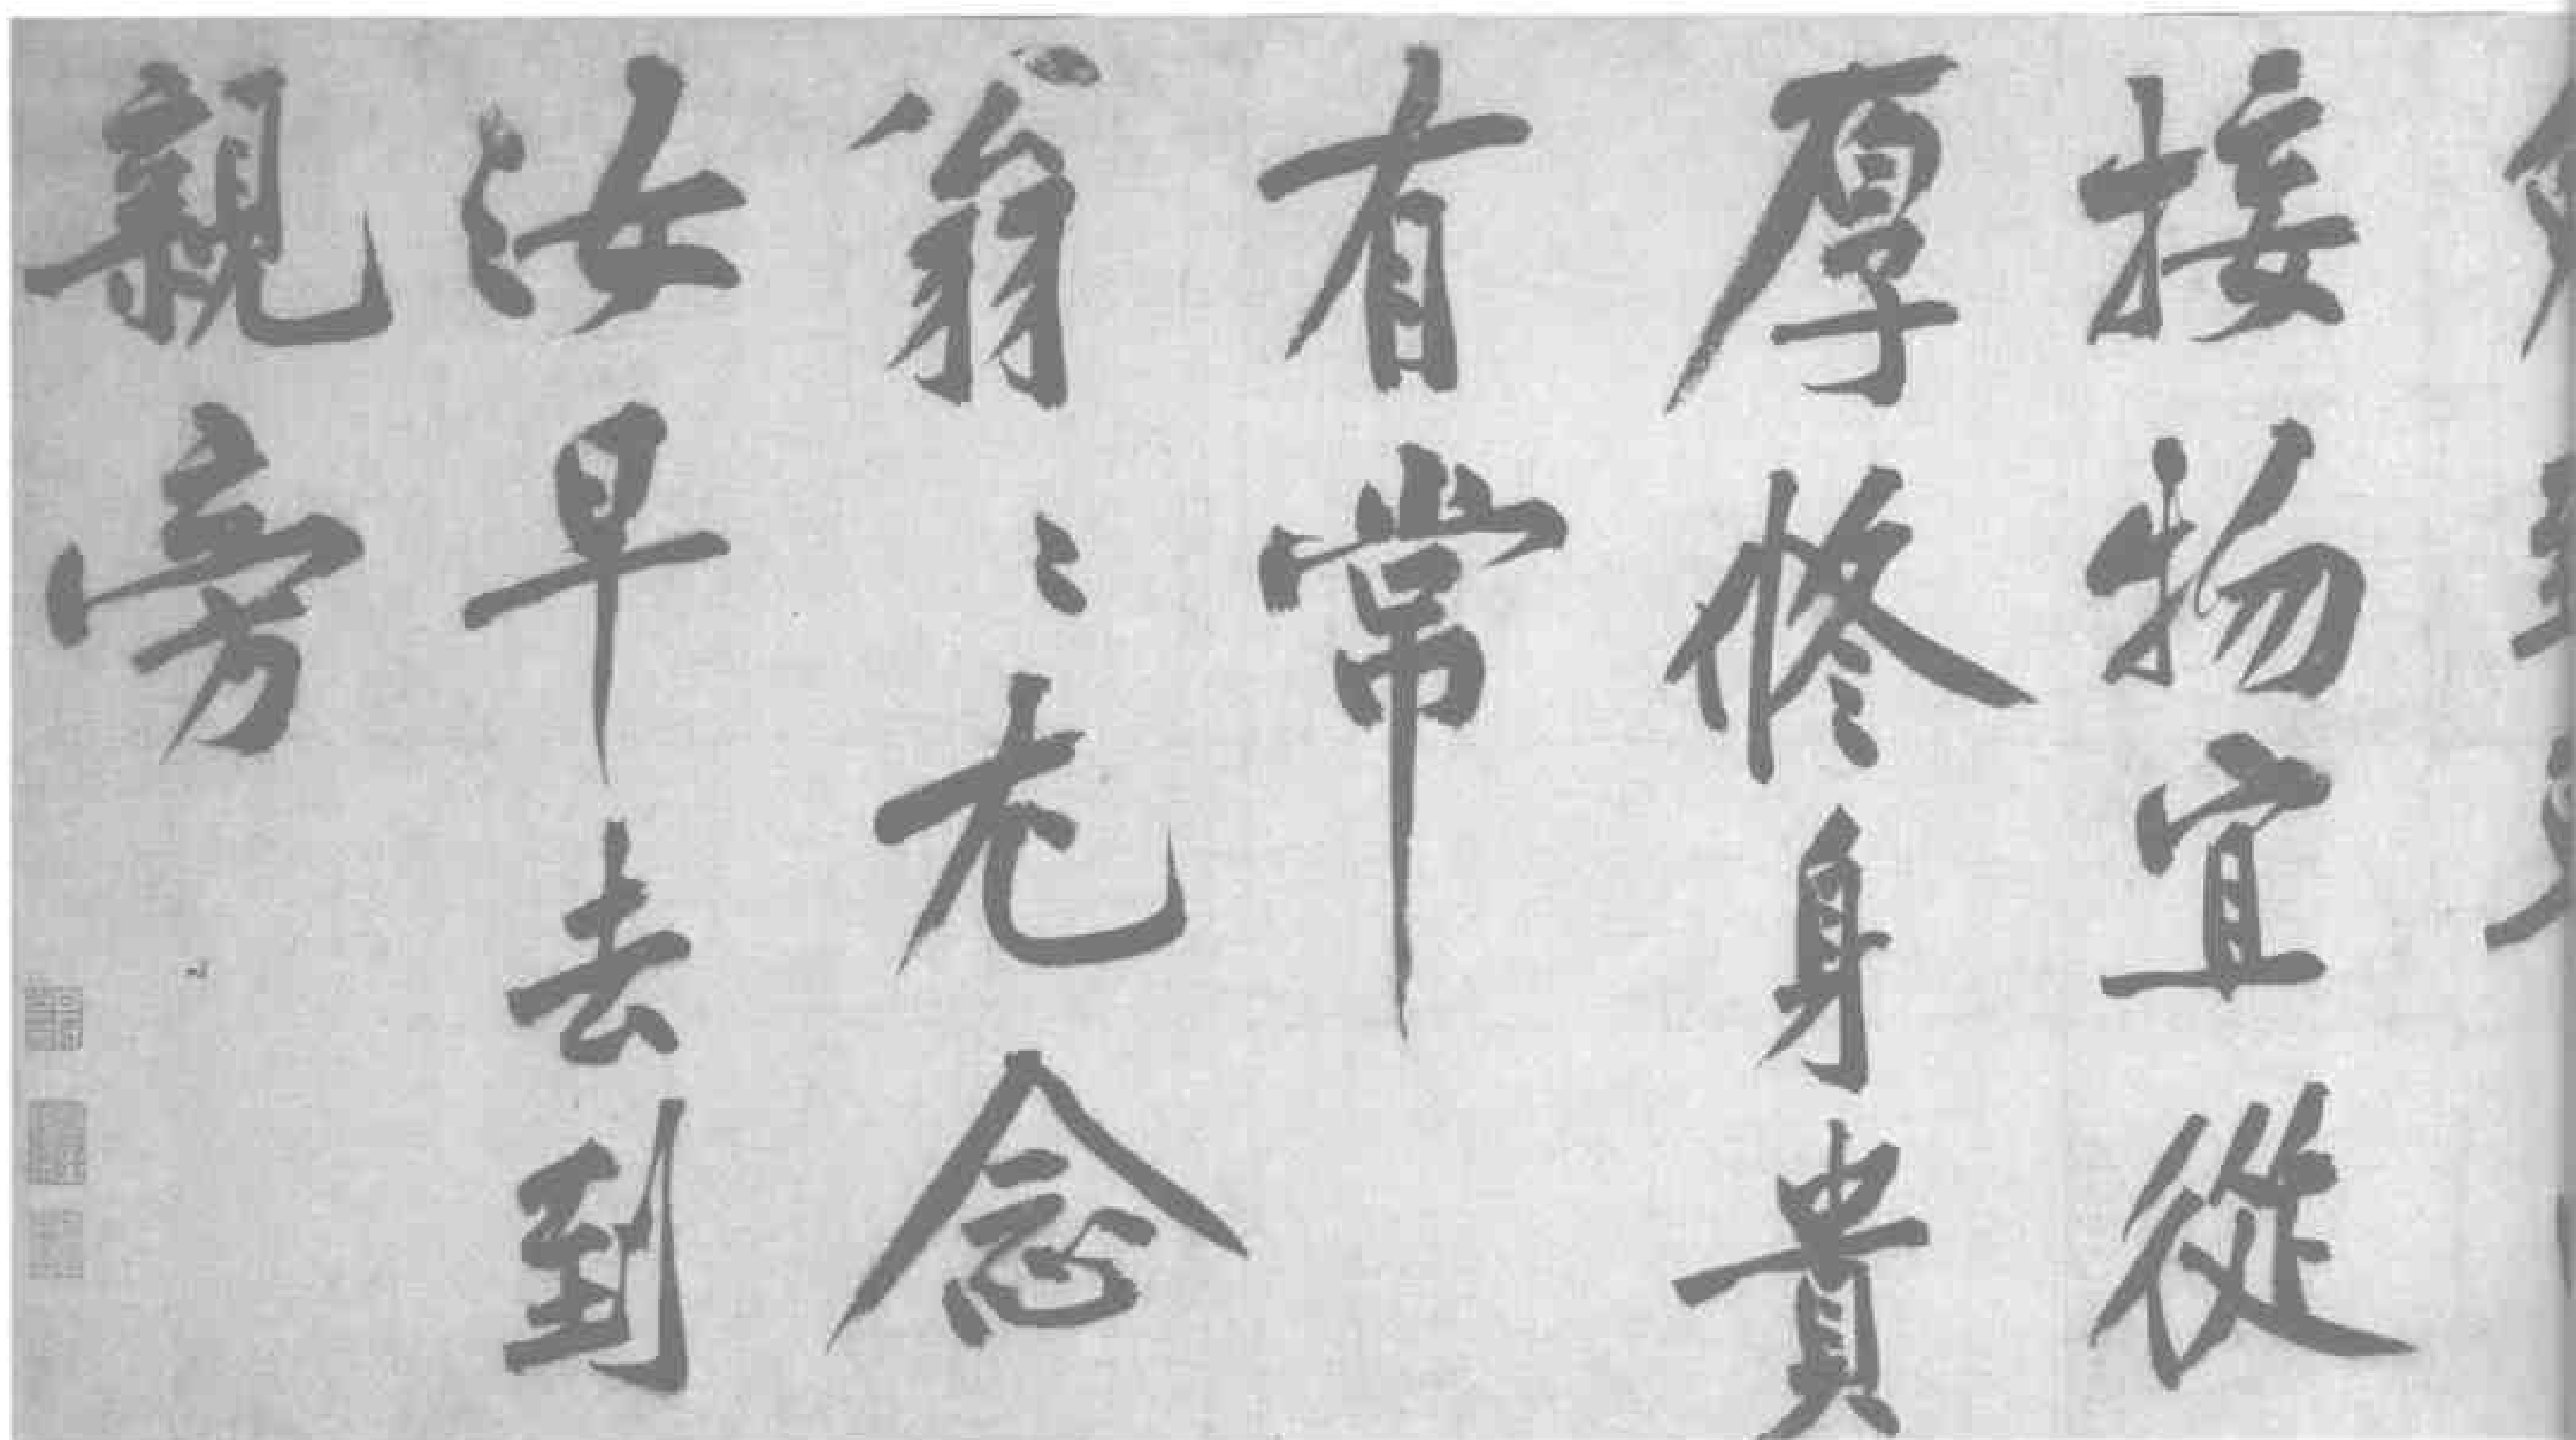 接物宜從
厚修身貴
有常
翁〻尤念
汝早去到
親旁